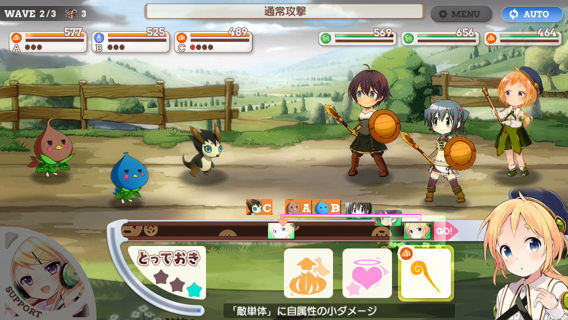 WAVE 2/3
3
通常攻撃
MENU
AUTO
577
525
489
569
656
464
A
B
C
C
A
B
GO!
とっておき
SUPPORT
「敵単体」に自属性の小ダメージ